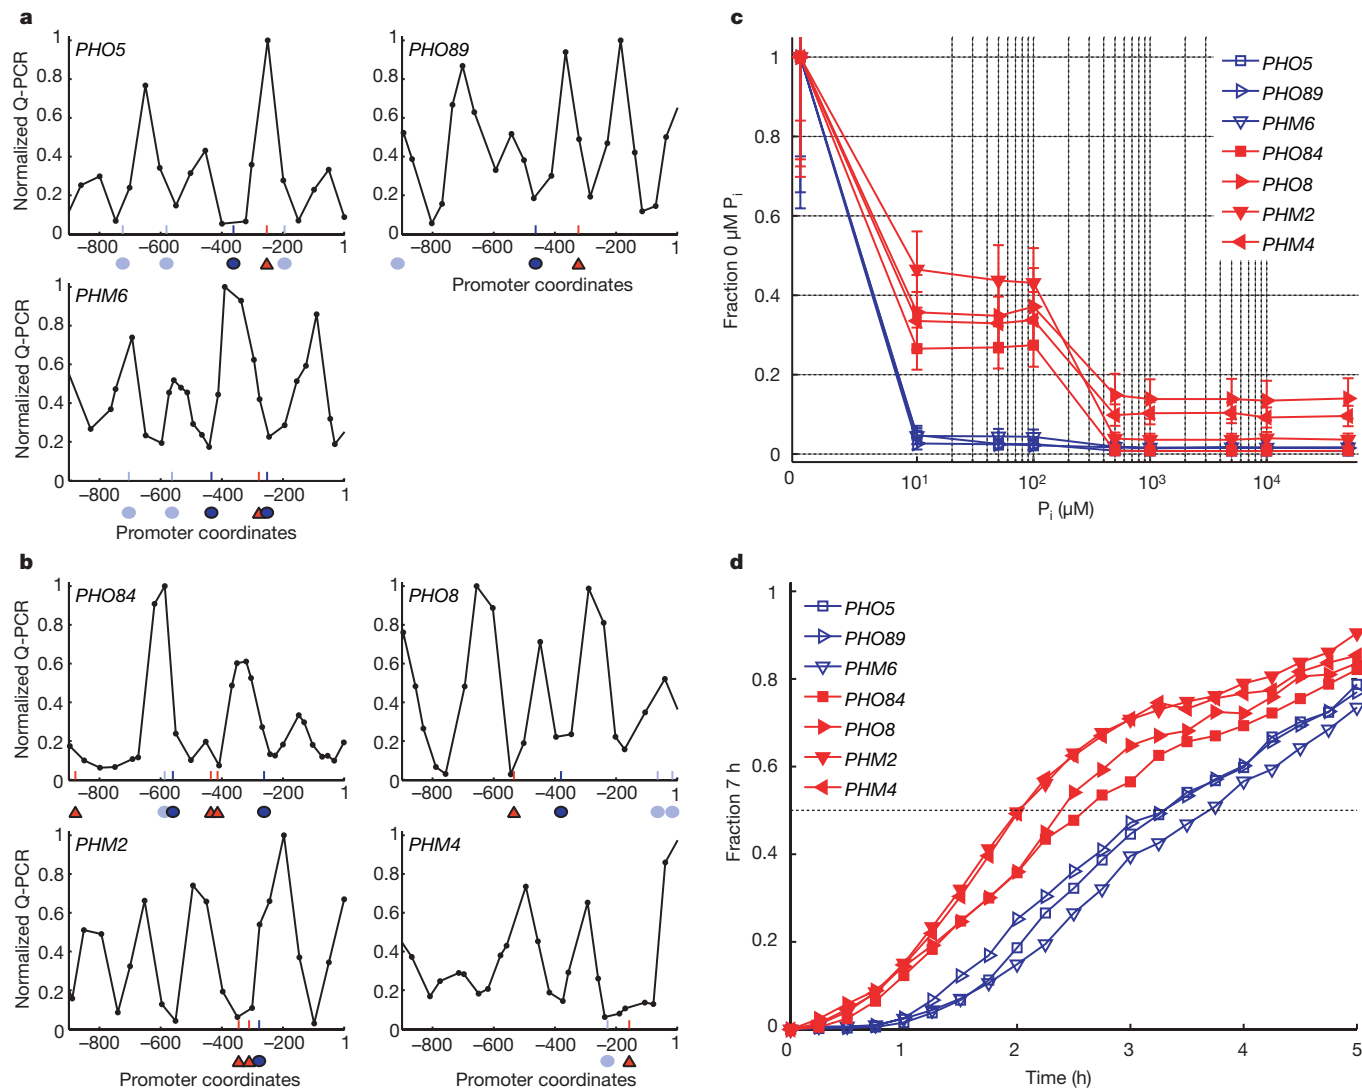 a
PHO5
Normalized Q-PCR
1
0.8
0.6
0.4
0.2
0
−800 −600 −400 −200 1
PHO89
1
0.8
0.6
0.4
0.2
0
−800 −600 −400 −200 1
Promoter coordinates
PHM6
1
0.8
0.6
0.4
0.2
0
−800 −600 −400 −200 1
Promoter coordinates
b
PHO84
Normalized Q-PCR
1
0.8
0.6
0.4
0.2
0
−800 −600 −400 −200 1
PHO8
1
0.8
0.6
0.4
0.2
0
−800 −600 −400 −200 1
PHM2
Normalized Q-PCR
1
0.8
0.6
0.4
0.2
0
−800 −600 −400 −200 1
Promoter coordinates
PHM4
1
0.8
0.6
0.4
0.2
0
−800 −600 −400 −200 1
Promoter coordinates
c
Fraction 0 µM Pi
1
0.8
0.6
0.4
0.2
0
0 10¹ 10² 10³ 10⁴
Pi (µM)
PHO5
PHO89
PHM6
PHO84
PHO8
PHM2
PHM4
d
Fraction 7 h
1
0.8
0.6
0.4
0.2
0
0 1 2 3 4 5
Time (h)
PHO5
PHO89
PHM6
PHO84
PHO8
PHM2
PHM4